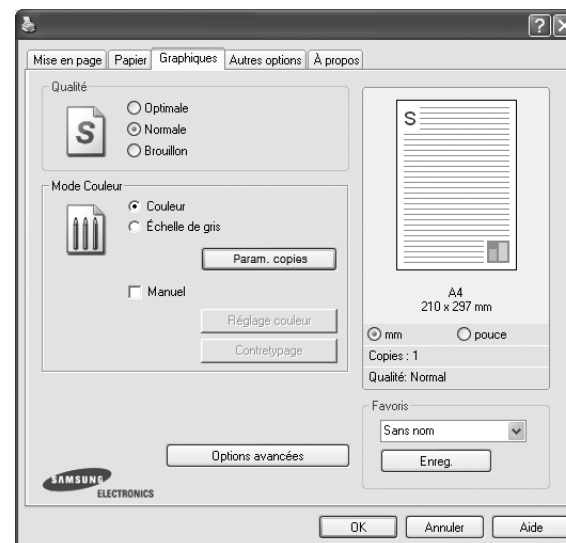 Mise en page Papier Graphiques Autres options À propos
Qualité
S
Optimale
Normale
Brouillon
Mode Couleur
Couleur
Échelle de gris
Param. copies
Manuel
Réglage couleur
Contretypage
Options avancées
SAMSUNG
ELECTRONICS
S
A4
210 x 297 mm
mm pouce
Copies : 1
Qualité: Normal
Favoris
Sans nom
Enreg.
OK Annuler Aide